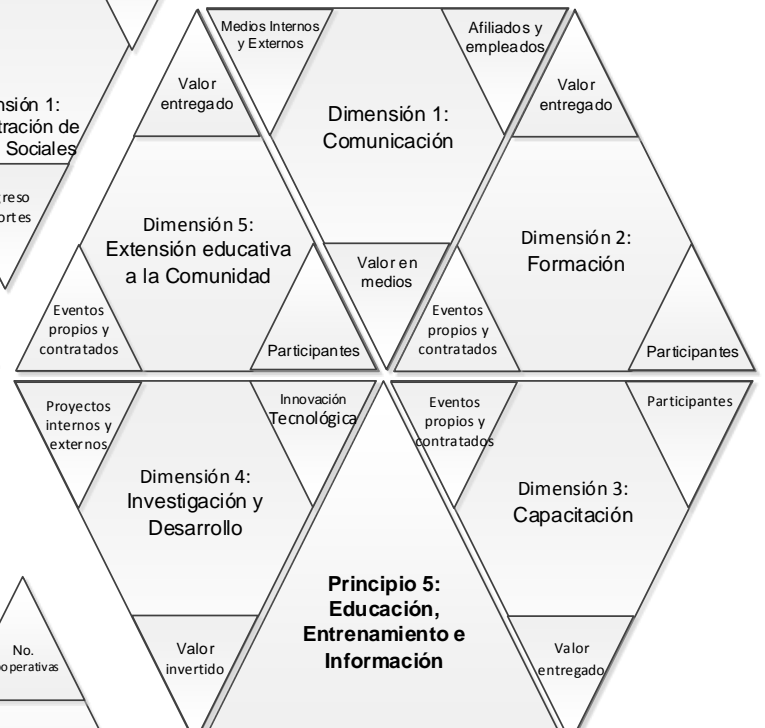 Medios Internos
y Externos
Afiliados y
empleados
Valor
entregado
Valor
entregado
Dimensión 1:
Comunicación
Sociales
Dimensión 5:
Extensión educativa
a la Comunidad
Dimensión 2:
Formación
Valor en
medios
Eventos
propios y
contratados
Participantes
Eventos
propios y
contratados
Participantes
Proyectos
internos y
externos
Innovación
Tecnológica
Eventos
propios y
contratados
Participantes
Dimensión 4:
Investigación y
Desarrollo
Dimensión 3:
Capacitación
Principio 5:
Educación,
Entrenamiento e
Información
No.
Valor
invertido
Valor
entregado